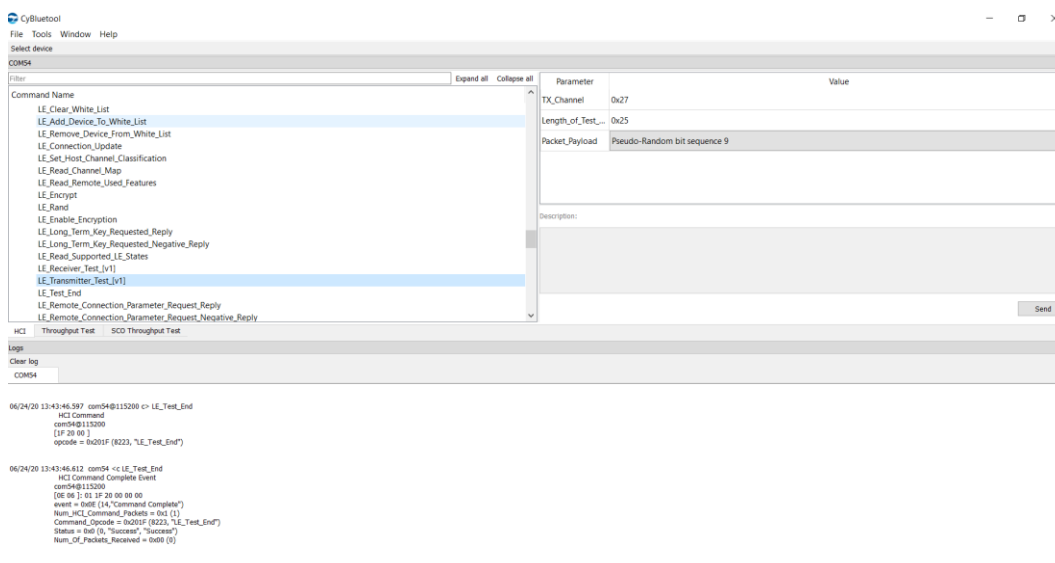 CyBluetool
File Tools Window Help
Select device
COM54
Filter
Expand all Collapse all
Command Name
LE_Clear_White_List
LE_Add_Device_To_White_List
LE_Remove_Device_From_White_List
LE_Connection_Update
LE_Set_Host_Channel_Classification
LE_Read_Channel_Map
LE_Read_Remote_Used_Features
LE_Encrypt
LE_Rand
LE_Enable_Encryption
LE_Long_Term_Key_Requested_Reply
LE_Long_Term_Key_Requested_Negative_Reply
LE_Read_Supported_LE_States
LE_Receiver_Test_[v1]
LE_Transmitter_Test_[v1]
LE_Test_End
LE_Remote_Connection_Parameter_Request_Reply
LE_Remote_Connection_Parameter_Request_Negative_Reply
Parameter Value
TX_Channel 0x27
Length_of_Test_... 0x25
Packet_Payload Pseudo-Random bit sequence 9
Description:
Send
HCI Throughput Test SCO Throughput Test
Logs
Clear log
COM54
06/24/20 13:43:46.597 com54@115200 c> LE_Test_End
HCI Command
com54@115200
[1F 20 00 ]
opcode = 0x201F (8223, "LE_Test_End")
06/24/20 13:43:46.612 com54 <c LE_Test_End
HCI Command Complete Event
com54@115200
[0E 06 ]: 01 1F 20 00 00 00
event = 0x0E (14,"Command Complete")
Num_HCI_Command_Packets = 0x1 (1)
Command_Opcode = 0x201F (8223, "LE_Test_End")
Status = 0x0 (0, "Success", "Success")
Num_Of_Packets_Received = 0x00 (0)